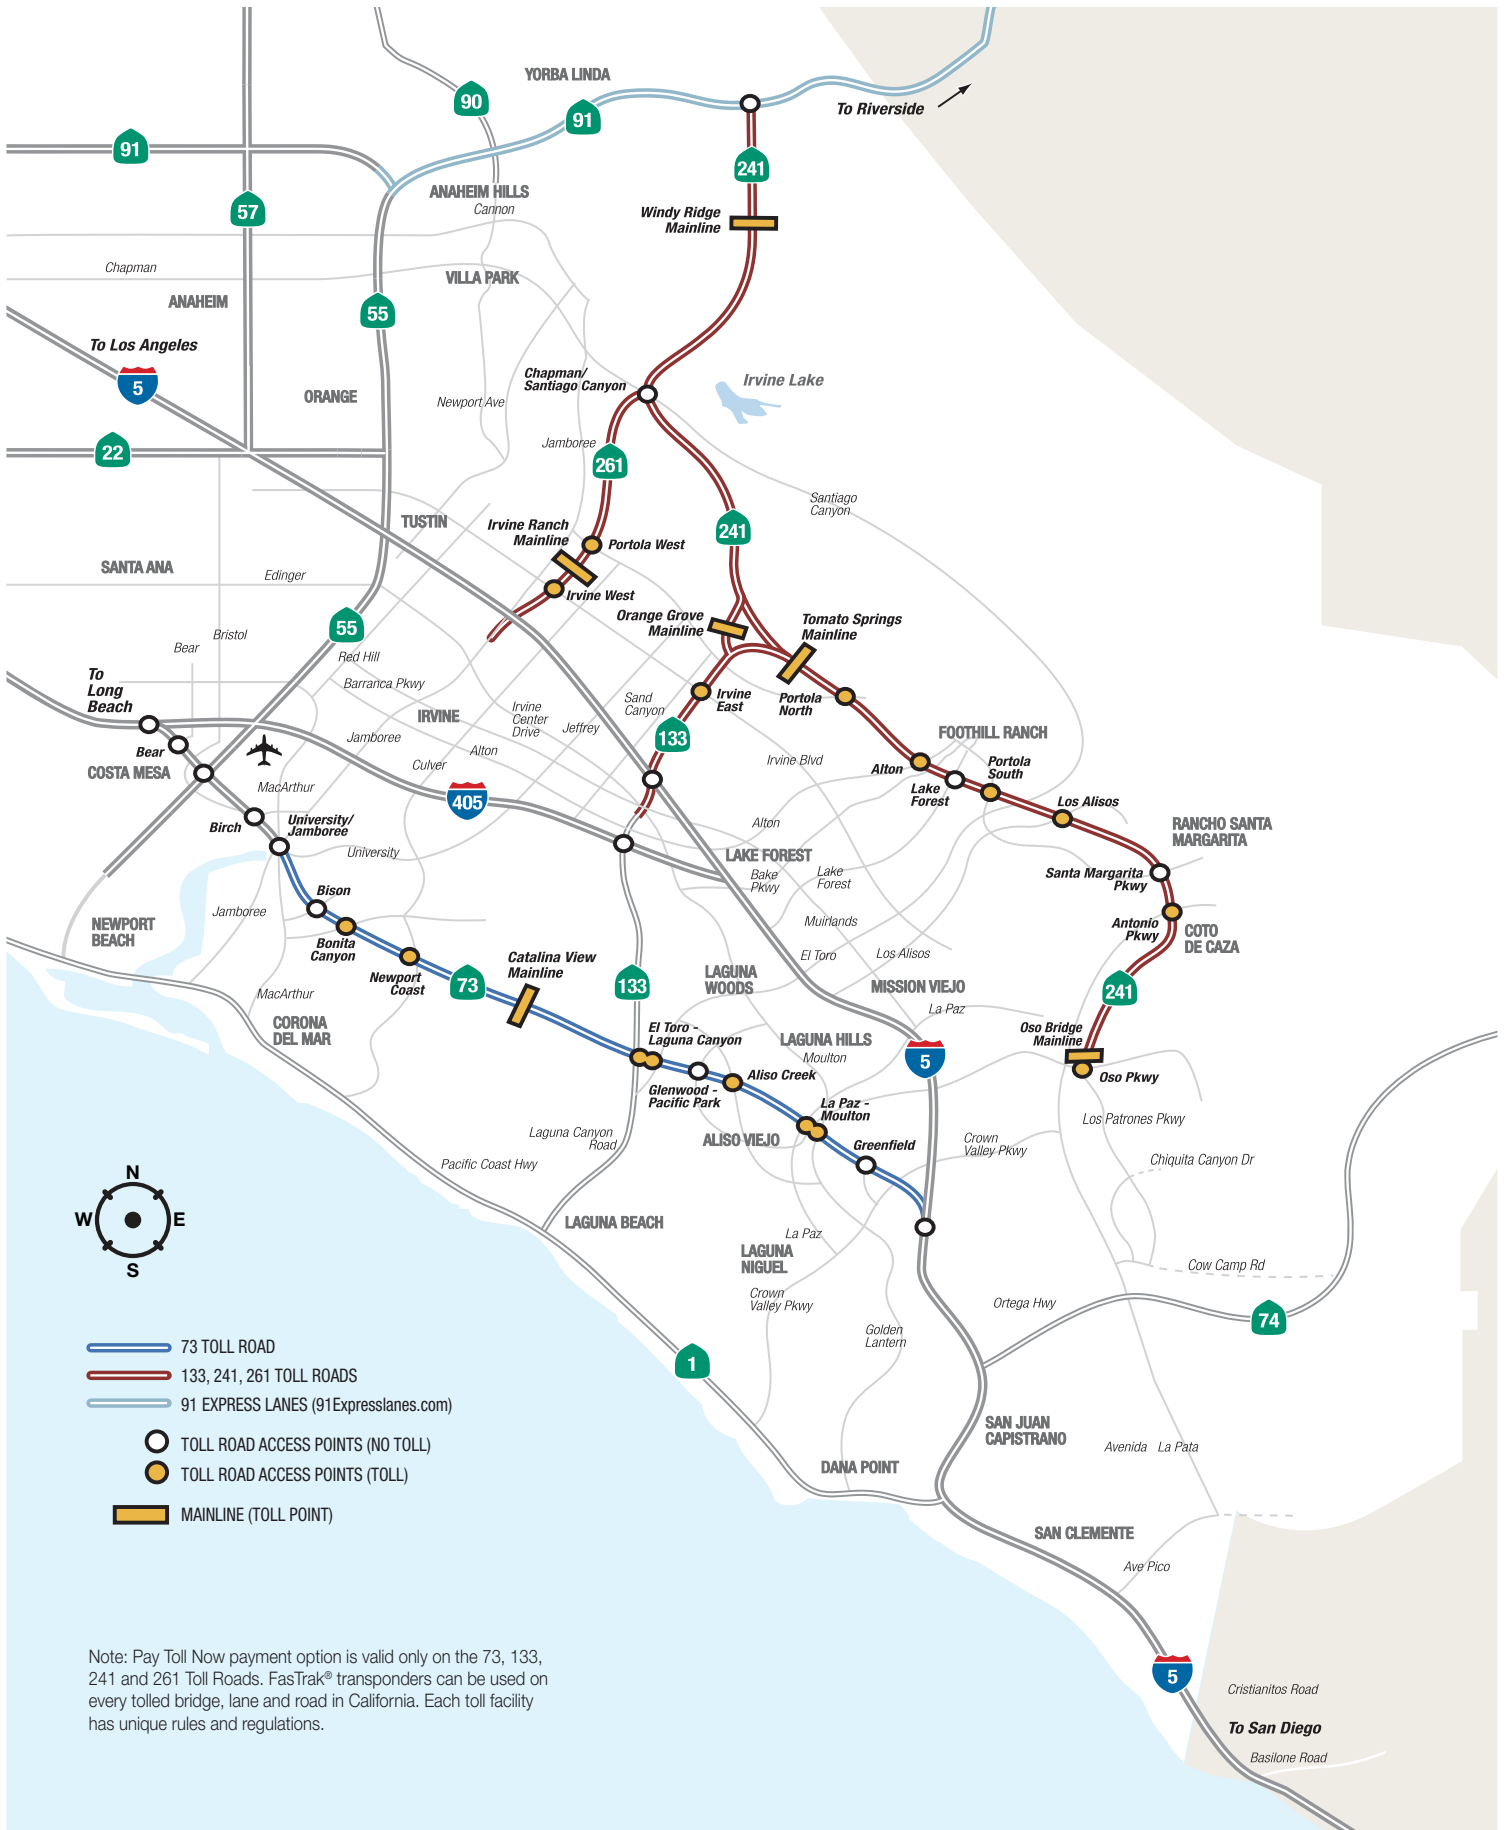 YORBA LINDA
90
91
To Riverside
91
241
ANAHEIM HILLS
Cannon
57
Windy Ridge
Mainline
Chapman
VILLA PARK
ANAHEIM
55
To Los Angeles
5
Chapman/
Santiago Canyon
Irvine Lake
ORANGE
Newport Ave
22
Jamboree
261
Santiago
Canyon
TUSTIN
Irvine Ranch
Mainline
241
Portola West
SANTA ANA
Edinger
Irvine West
Orange Grove
Mainline
Tomato Springs
Mainline
55
Bristol
Bear
Red Hill
To
Long
Beach
Barranca Pkwy
Irvine
East
Portola
North
Sand
Canyon
IRVINE
Irvine
Center
Drive
Jeffrey
133
FOOTHILL RANCH
Jamboree
Alton
Culver
Bear
COSTA MESA
Irvine Blvd
Alton
Portola
South
Lake
Forest
MacArthur
405
Los Alisos
Birch
University/
Jamboree
Alton
RANCHO SANTA
MARGARITA
University
LAKE FOREST
Bake
Pkwy
Lake
Forest
Santa Margarita
Pkwy
Bison
Jamboree
NEWPORT
BEACH
Muirlands
Antonio
Pkwy
COTO
DE CAZA
Bonita
Canyon
Catalina View
Mainline
El Toro
Los Alisos
Newport
Coast
73
133
LAGUNA
WOODS
MISSION VIEJO
241
MacArthur
La Paz
CORONA
DEL MAR
El Toro -
Laguna Canyon
LAGUNA HILLS
Moulton
5
Oso Bridge
Mainline
Oso Pkwy
Aliso Creek
Glenwood -
Pacific Park
La Paz -
Moulton
Los Patrones Pkwy
Laguna Canyon
Road
ALISO VIEJO
Greenfield
Crown
Valley Pkwy
Chiquita Canyon Dr
Pacific Coast Hwy
N
W
E
S
LAGUNA BEACH
La Paz
LAGUNA
NIGUEL
Cow Camp Rd
Crown
Valley Pkwy
Ortega Hwy
74
Golden
Lantern
73 TOLL ROAD
133, 241, 261 TOLL ROADS
91 EXPRESS LANES (91Expresslanes.com)
TOLL ROAD ACCESS POINTS (NO TOLL)
TOLL ROAD ACCESS POINTS (TOLL)
MAINLINE (TOLL POINT)
1
SAN JUAN
CAPISTRANO
Avenida La Pata
DANA POINT
SAN CLEMENTE
Ave Pico
Note: Pay Toll Now payment option is valid only on the 73, 133,
241 and 261 Toll Roads. FasTrak® transponders can be used on
every tolled bridge, lane and road in California. Each toll facility
has unique rules and regulations.
5
Cristianitos Road
To San Diego
Basilone Road